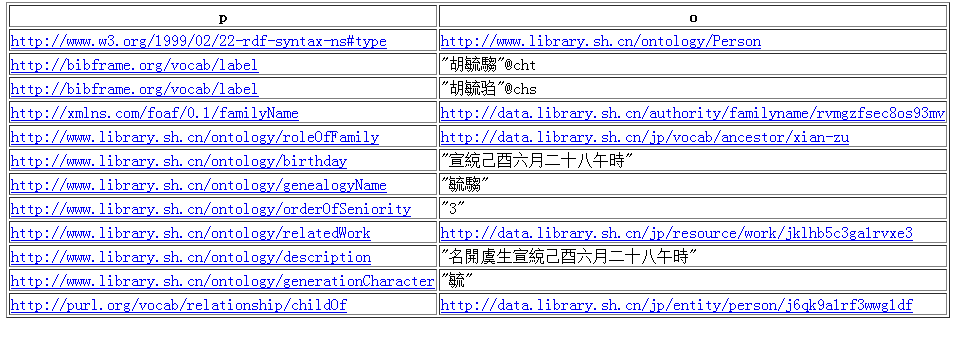 p o
http://www.w3.org/1999/02/22-rdf-syntax-ns#type http://www.library.sh.cn/ontology/Person
http://bibframe.org/vocab/label "胡毓騶"@cht
http://bibframe.org/vocab/label "胡毓驺"@chs
http://xmlns.com/foaf/0.1/familyName http://data.library.sh.cn/authority/familyname/rvmgzfsec8os93mv
http://www.library.sh.cn/ontology/roleOfFamily http://data.library.sh.cn/jp/vocab/ancestor/xian-zu
http://www.library.sh.cn/ontology/birthday "宣統己酉六月二十八午時"
http://www.library.sh.cn/ontology/genealogyName "毓騶"
http://www.library.sh.cn/ontology/orderOfSeniority "3"
http://www.library.sh.cn/ontology/relatedWork http://data.library.sh.cn/jp/resource/work/jklhb5c3ga1rvxe3
http://www.library.sh.cn/ontology/description "名開虞生宣統己酉六月二十八午時"
http://www.library.sh.cn/ontology/generationCharacter "毓"
http://purl.org/vocab/relationship/childOf http://data.library.sh.cn/jp/entity/person/j6qk9a1rf3wwg1df